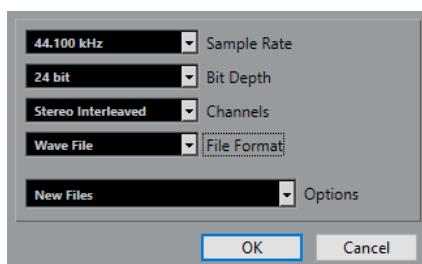 44.100 kHz Sample Rate
24 bit Bit Depth
Stereo Interleaved Channels
Wave File File Format
New Files Options
OK Cancel